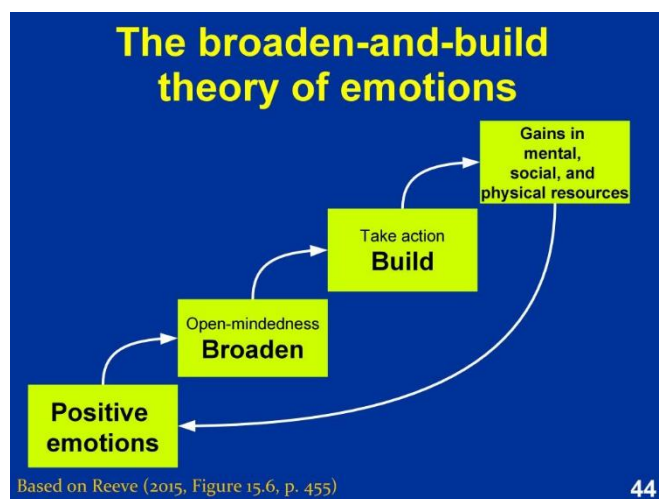 The broaden-and-build
theory of emotions
Gains in
mental,
social, and
physical resources
Take action
Build
Open-mindedness
Broaden
Positive
emotions
Based on Reeve (2015, Figure 15.6, p. 455)
44